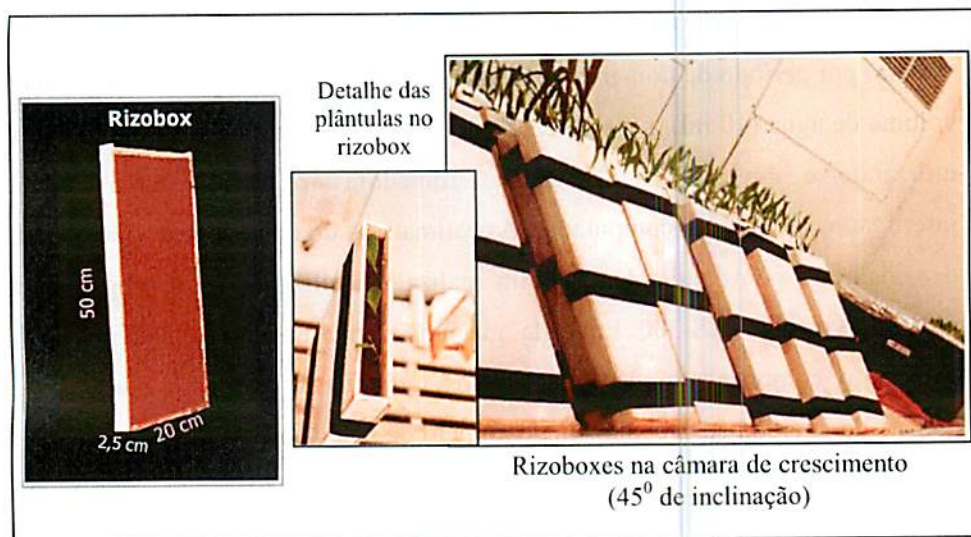 Rizobox
50 cm
2,5 cm
20 cm
Detalhe das
plântulas no
rizobox
Rizoboxes na câmara de crescimento
(45⁰ de inclinação)